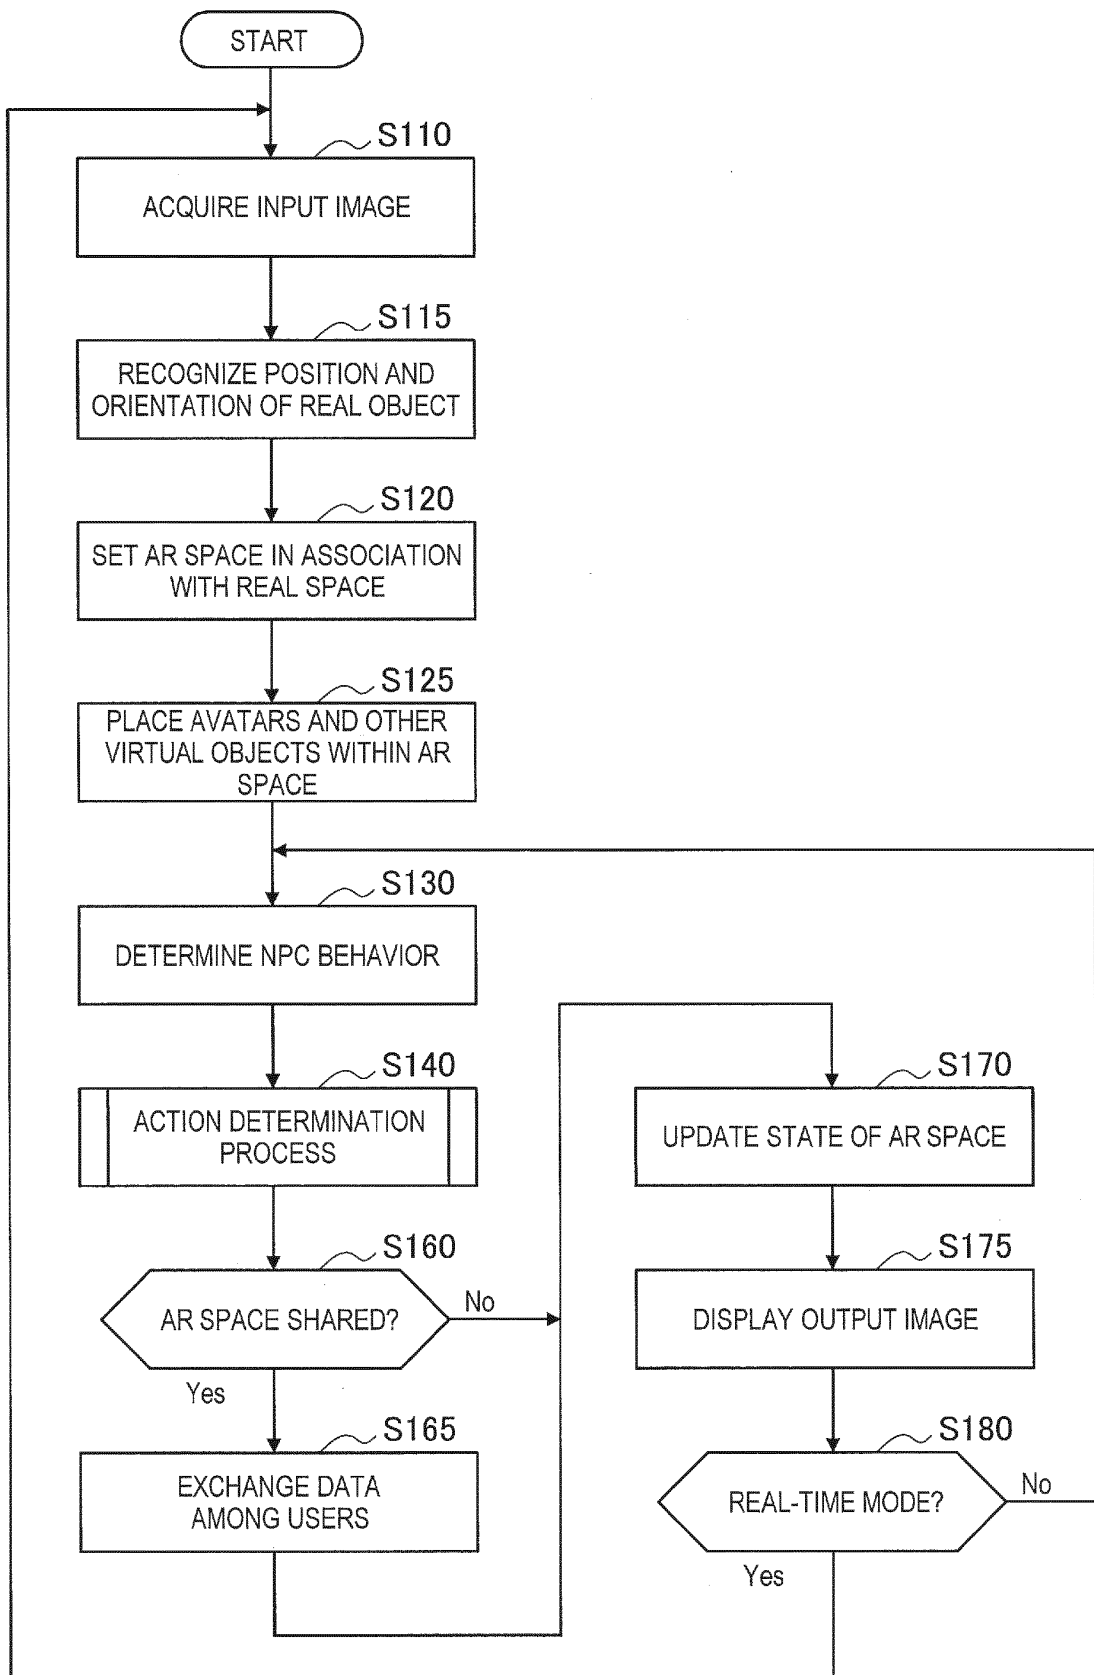 START
S110
ACQUIRE INPUT IMAGE
S115
RECOGNIZE POSITION AND
ORIENTATION OF REAL OBJECT
S120
SET AR SPACE IN ASSOCIATION
WITH REAL SPACE
S125
PLACE AVATARS AND OTHER
VIRTUAL OBJECTS WITHIN AR
SPACE
S130
DETERMINE NPC BEHAVIOR
S140
ACTION DETERMINATION
PROCESS
S160
AR SPACE SHARED?
No
Yes
S165
EXCHANGE DATA
AMONG USERS
S170
UPDATE STATE OF AR SPACE
S175
DISPLAY OUTPUT IMAGE
S180
REAL-TIME MODE?
No
Yes